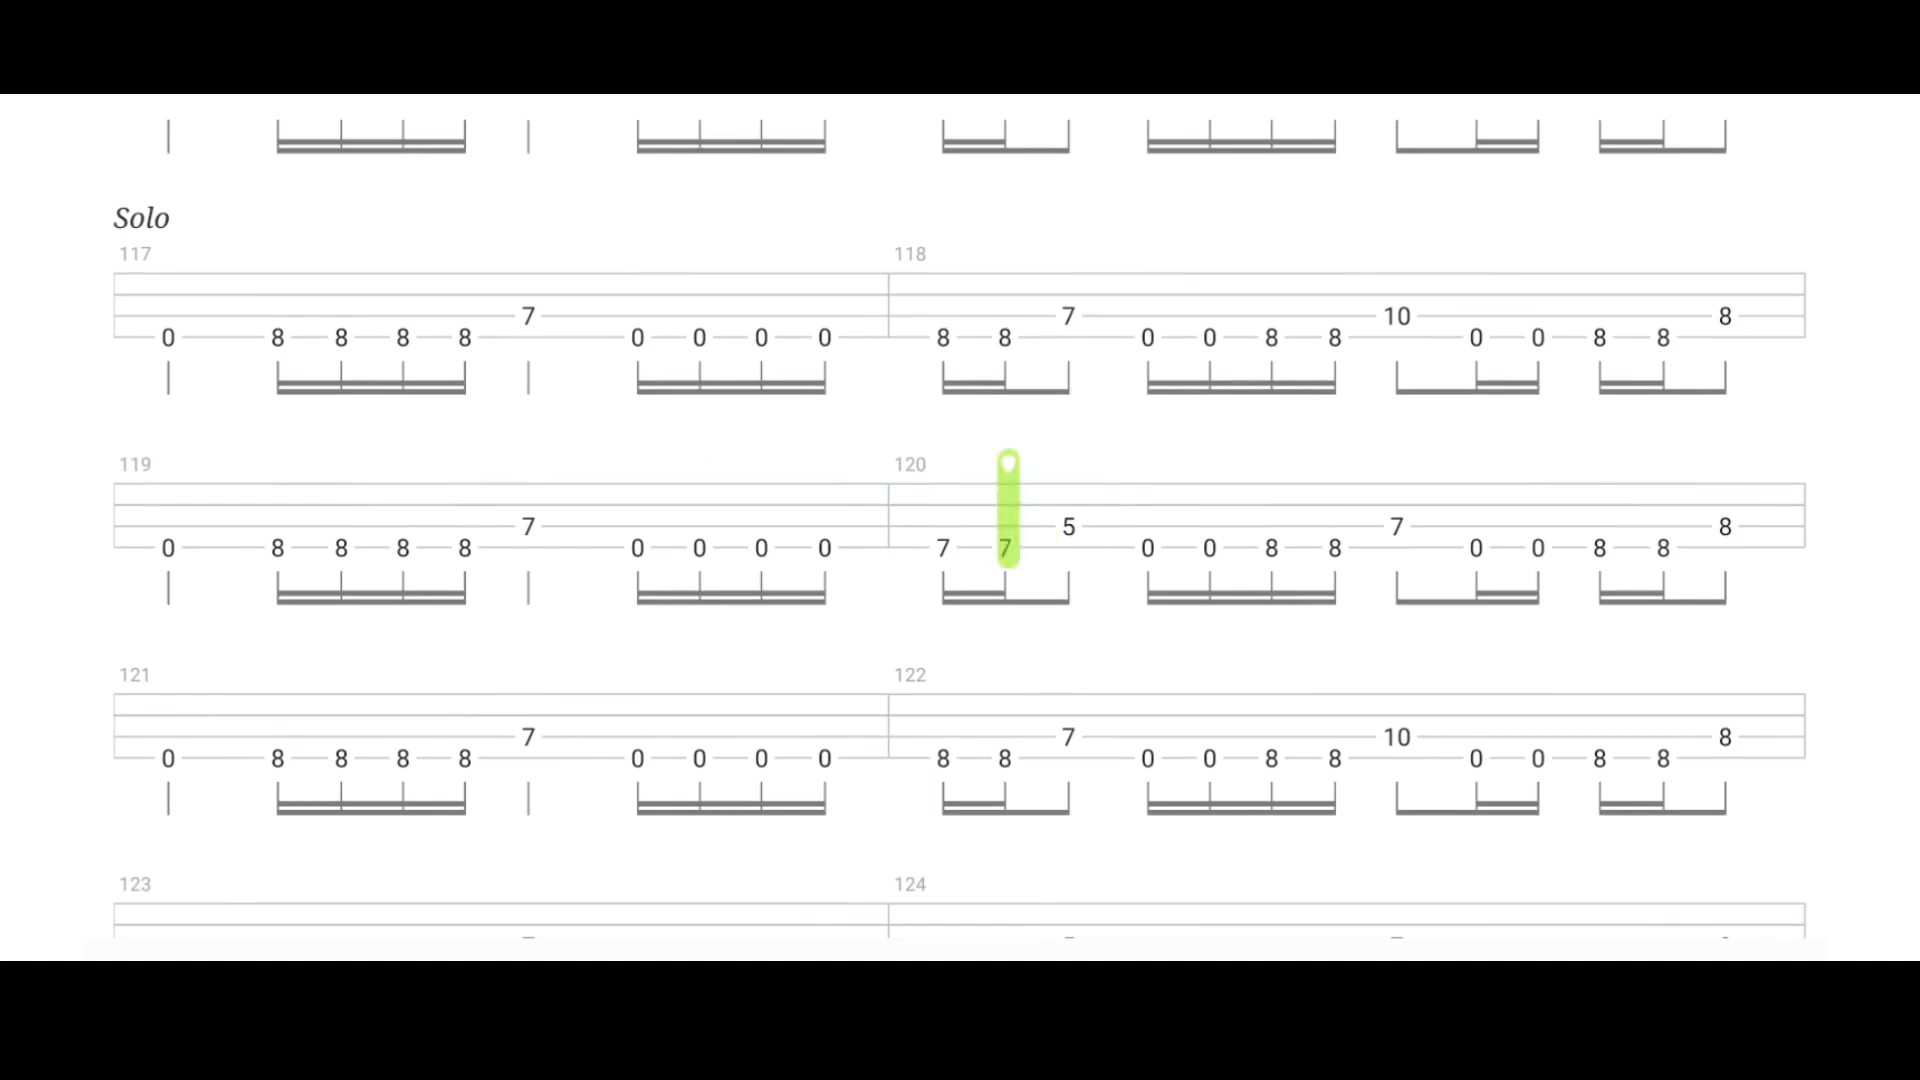 Solo
117 118
7 7 10 8
0 8 8 8 8 0 0 0 0 8 8 0 0 8 8 0 0 8 8
119 120
7 5 7 8
0 8 8 8 8 0 0 0 0 7 7 0 0 8 8 0 0 8 8
121 122
7 7 10 8
0 8 8 8 8 0 0 0 0 8 8 0 0 8 8 0 0 8 8
123 124